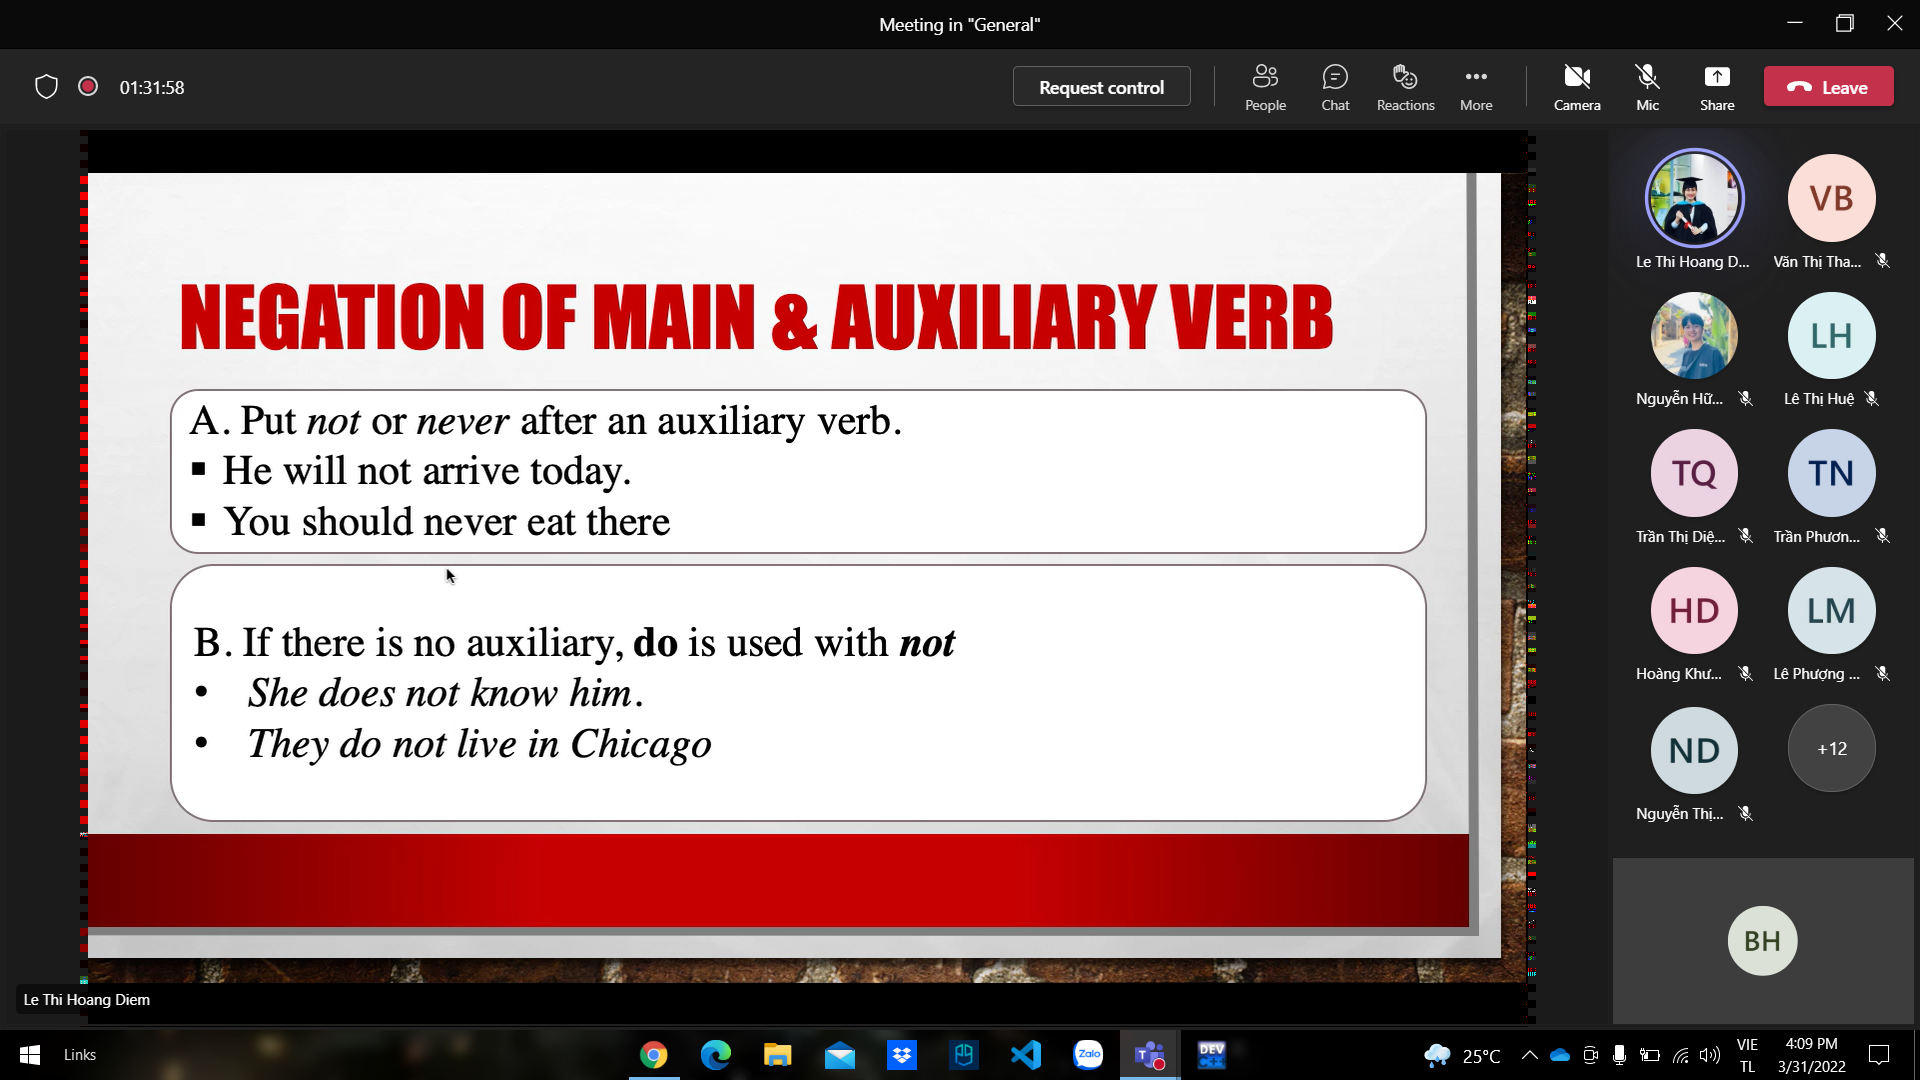 Meeting in "General"
01:31:58
Request control
People
Chat
Reactions
More
Camera
Mic
Share
Leave
NEGATION OF MAIN & AUXILIARY VERB
A. Put not or never after an auxiliary verb.
▪ He will not arrive today.
▪ You should never eat there
B. If there is no auxiliary, do is used with not
• She does not know him.
• They do not live in Chicago
Le Thi Hoang D...
VB
Văn Thị Tha...
Nguyễn Hữ...
LH
Lê Thị Huệ
TQ
Trần Thị Diệ...
TN
Trần Phươn...
HD
Hoàng Khư...
LM
Lê Phượng ...
ND
Nguyễn Thị...
+12
BH
Le Thi Hoang Diem
Links
Zalo
T
DEV
C++
25°C
VIE
TL
4:09 PM
3/31/2022